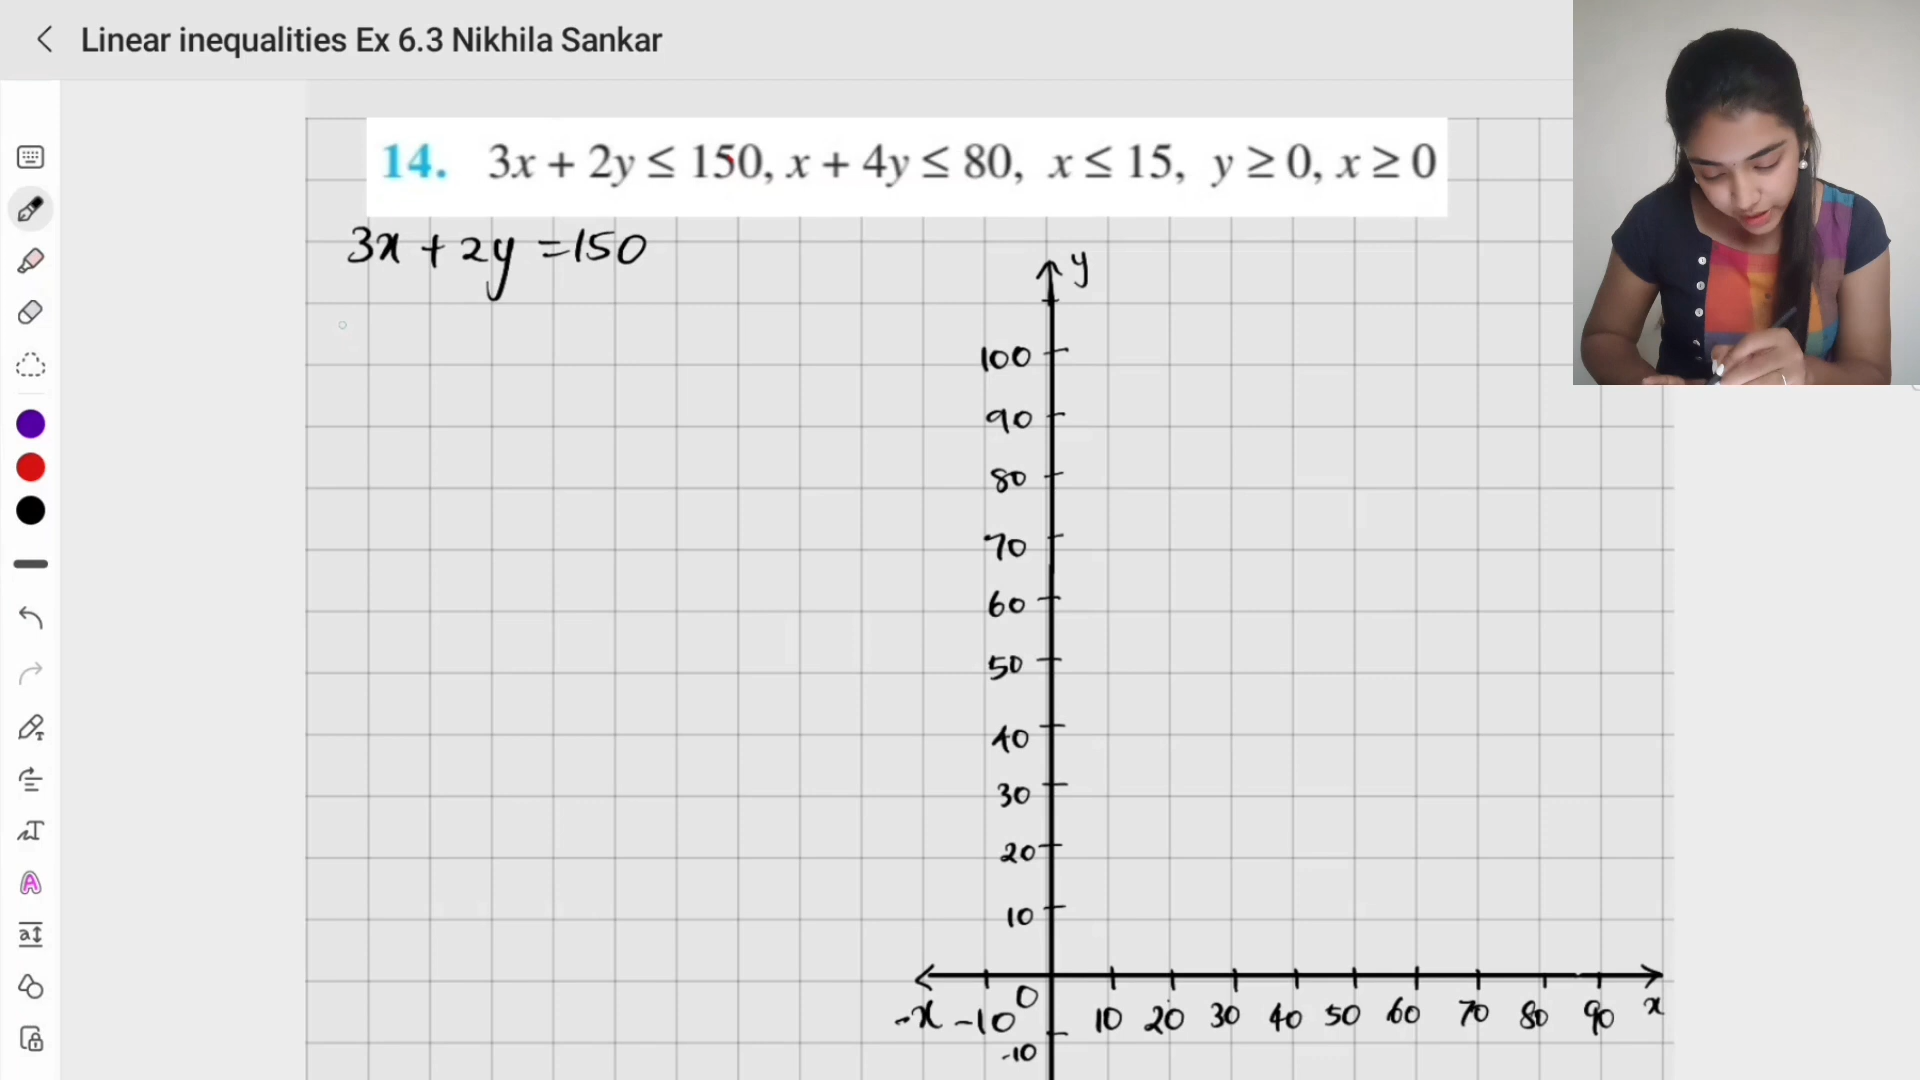 Linear inequalities Ex 6.3 Nikhila Sankar
14. 3x + 2y ≤ 150, x + 4y ≤ 80, x ≤ 15, y ≥ 0, x ≥ 0
3x + 2y = 150
y
100
90
80
70
60
50
40
30
20
10
0
-x -10 10 20 30 40 50 60 70 80 90 x
-10